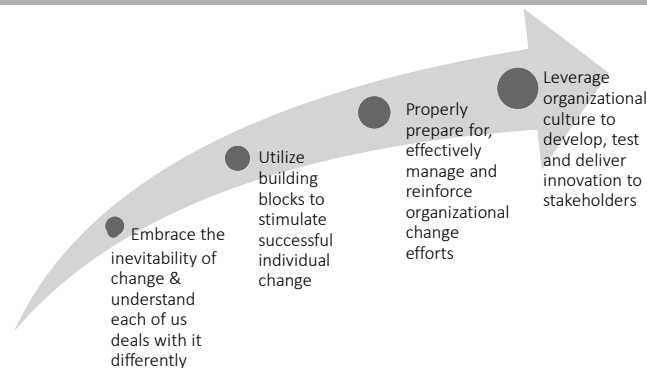 Embrace the
inevitability of
change &
understand
each of us
deals with it
differently
Utilize
building
blocks to
stimulate
successful
individual
change
Properly
prepare for,
effectively
manage and
reinforce
organizational
change
efforts
Leverage
organizational
culture to
develop, test
and deliver
innovation to
stakeholders